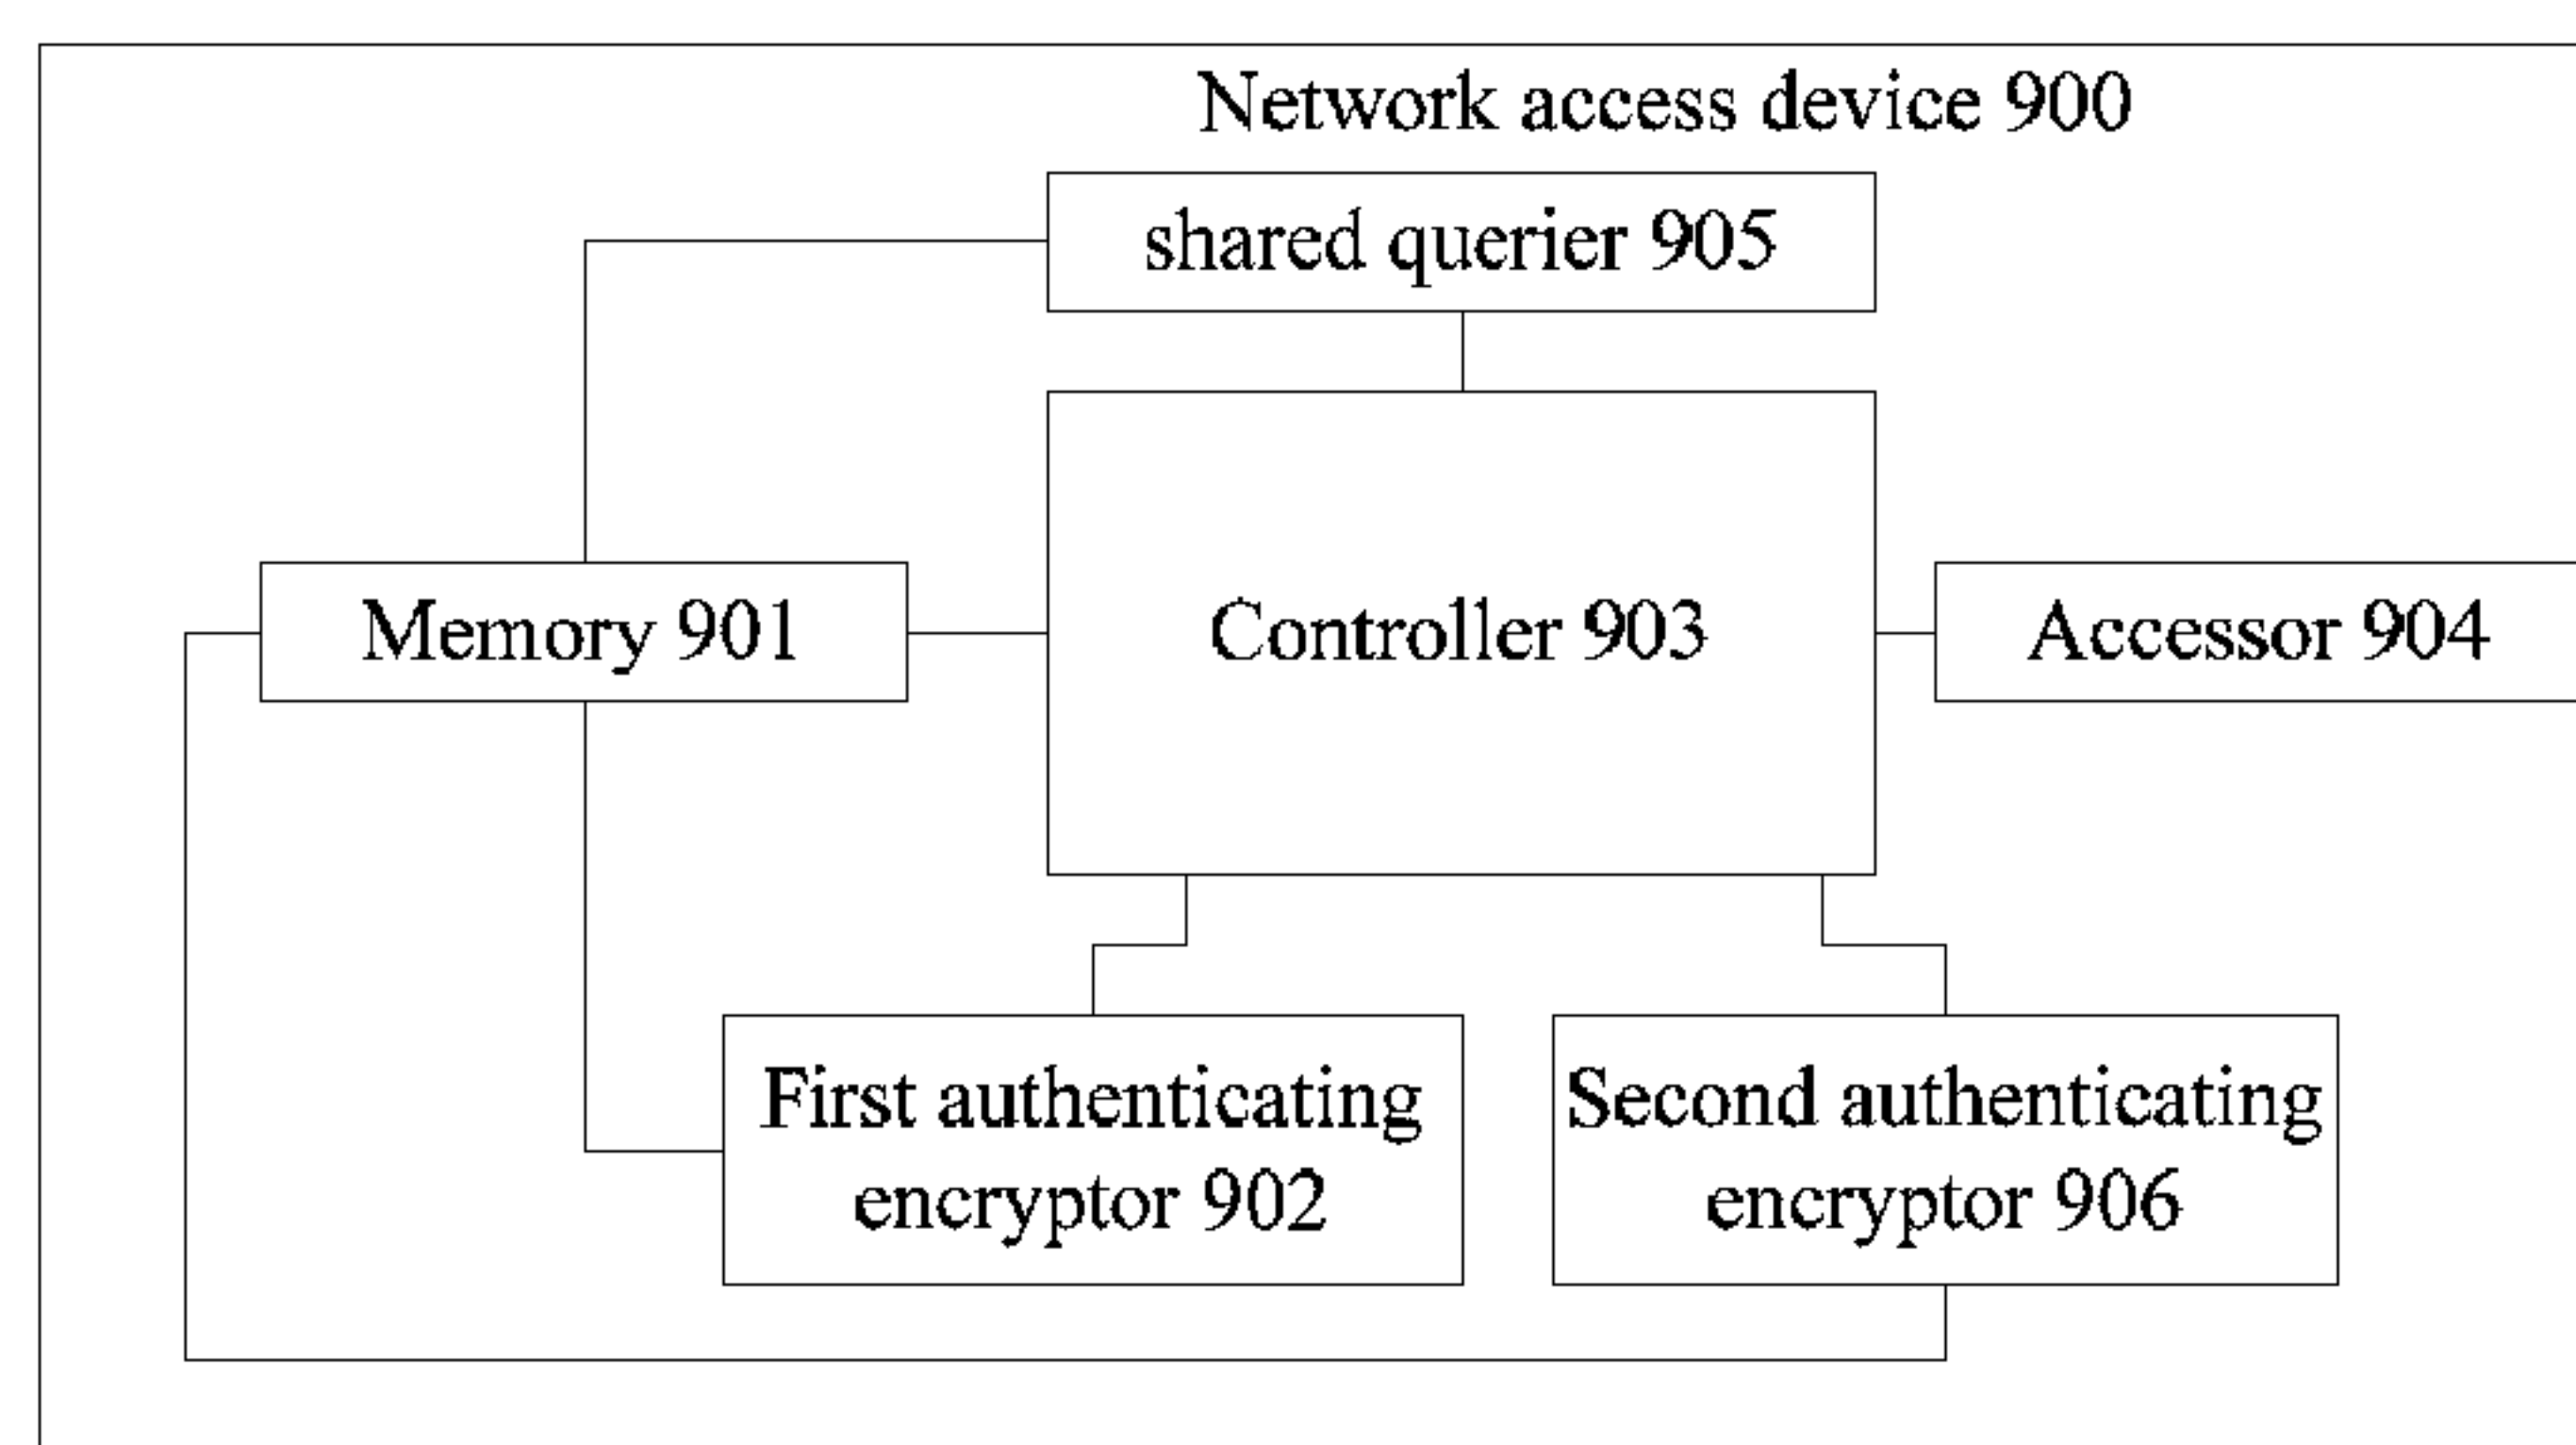 Network access device 900
shared querier 905
Memory 901
Controller 903
Accessor 904
First authenticating
encryptor 902
Second authenticating
encryptor 906